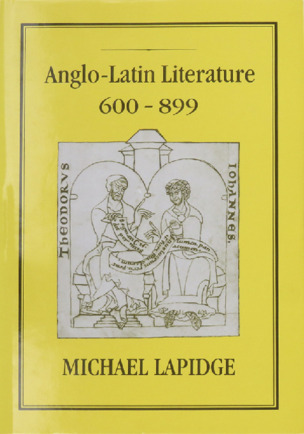 Anglo-Latin Literature
600 - 899
THEODORVS
IOHANNES
MICHAEL LAPIDGE